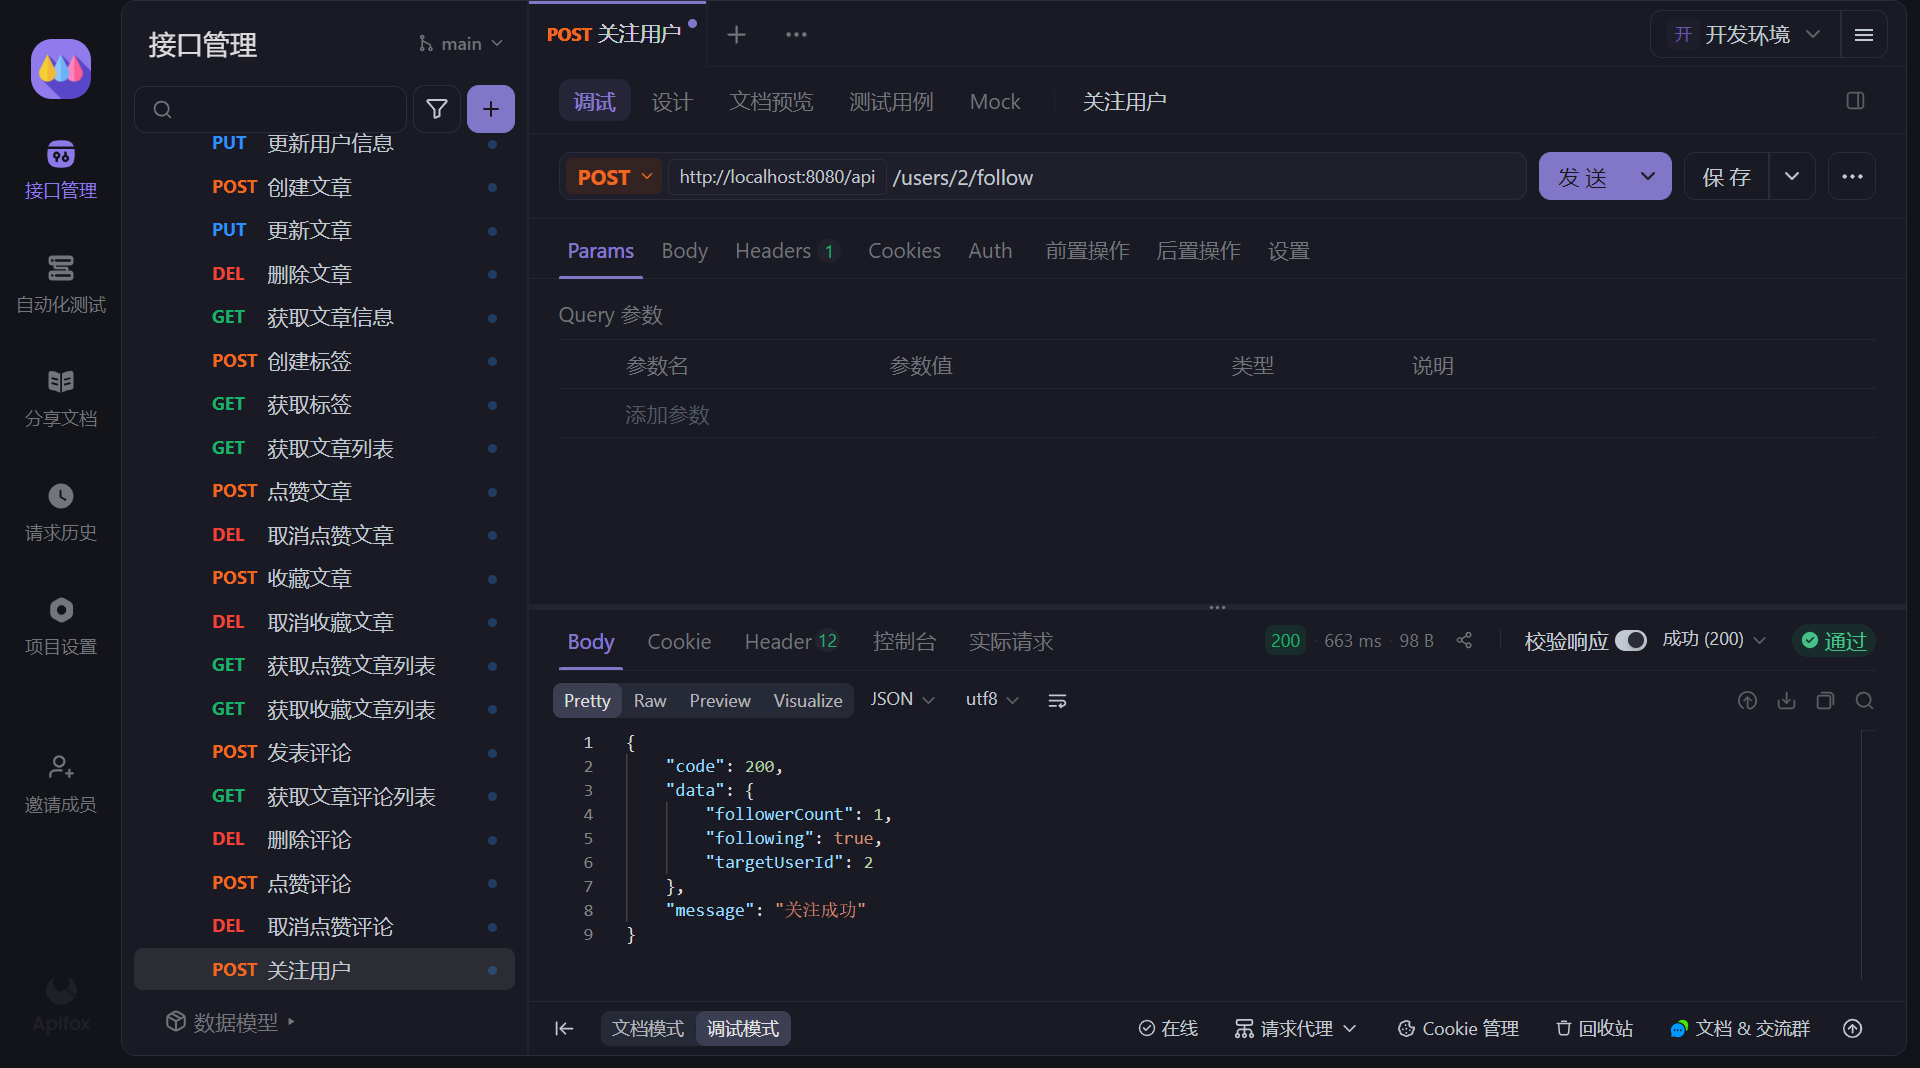 接口管理
自动化测试
分享文档
请求历史
项目设置
邀请成员
Apifox
接口管理
main
PUT 更新用户信息
POST 创建文章
PUT 更新文章
DEL 删除文章
GET 获取文章信息
POST 创建标签
GET 获取标签
GET 获取文章列表
POST 点赞文章
DEL 取消点赞文章
POST 收藏文章
DEL 取消收藏文章
GET 获取点赞文章列表
GET 获取收藏文章列表
POST 发表评论
GET 获取文章评论列表
DEL 删除评论
POST 点赞评论
DEL 取消点赞评论
POST 关注用户
数据模型
POST 关注用户
开 开发环境
调试 设计 文档预览 测试用例 Mock 关注用户
POST http://localhost:8080/api /users/2/follow
发 送 保 存
Params Body Headers 1 Cookies Auth 前置操作 后置操作 设置
Query 参数
参数名 参数值 类型 说明
添加参数
Body Cookie Header 12 控制台 实际请求
200 · 663 ms · 98 B
校验响应 成功 (200) 通过
Pretty Raw Preview Visualize JSON utf8
1 {
2 "code": 200,
3 "data": {
4 "followerCount": 1,
5 "following": true,
6 "targetUserId": 2
7 },
8 "message": "关注成功"
9 }
文档模式 调试模式
在线 请求代理 Cookie 管理 回收站 文档 & 交流群